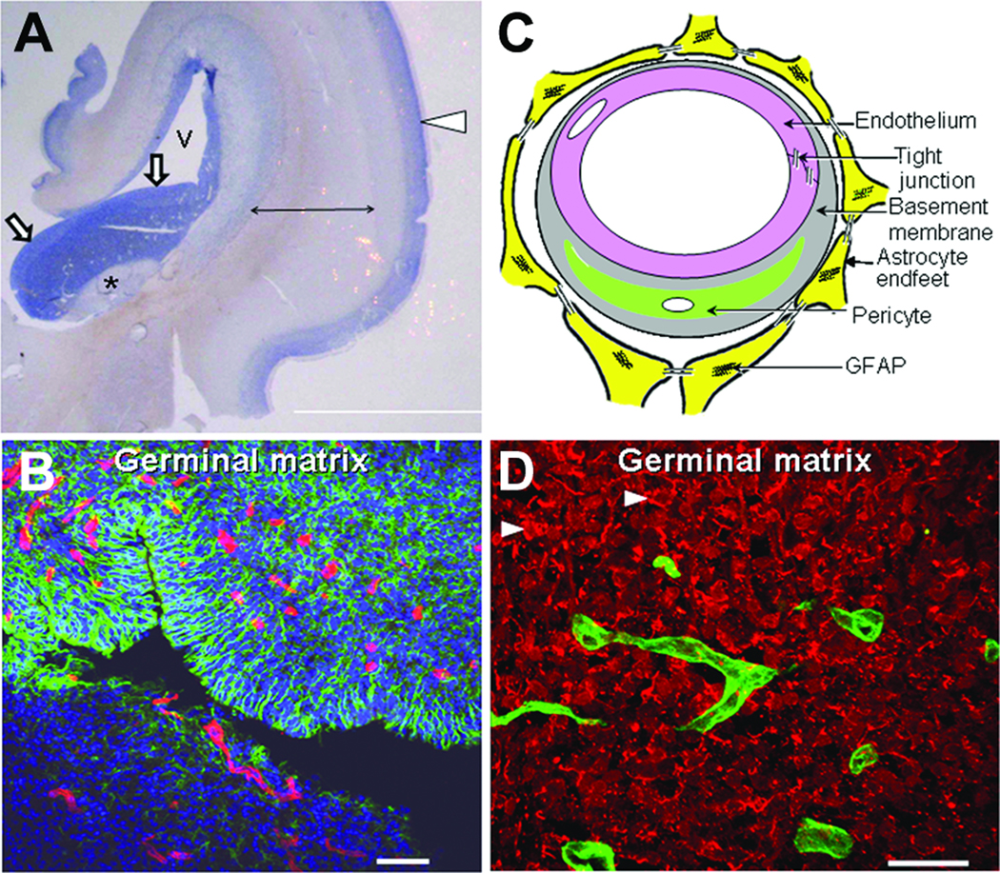 A
V
*
C
Endothelium
Tight
junction
Basement
membrane
Astrocyte
endfeet
Pericyte
GFAP
B
Germinal matrix
D
Germinal matrix